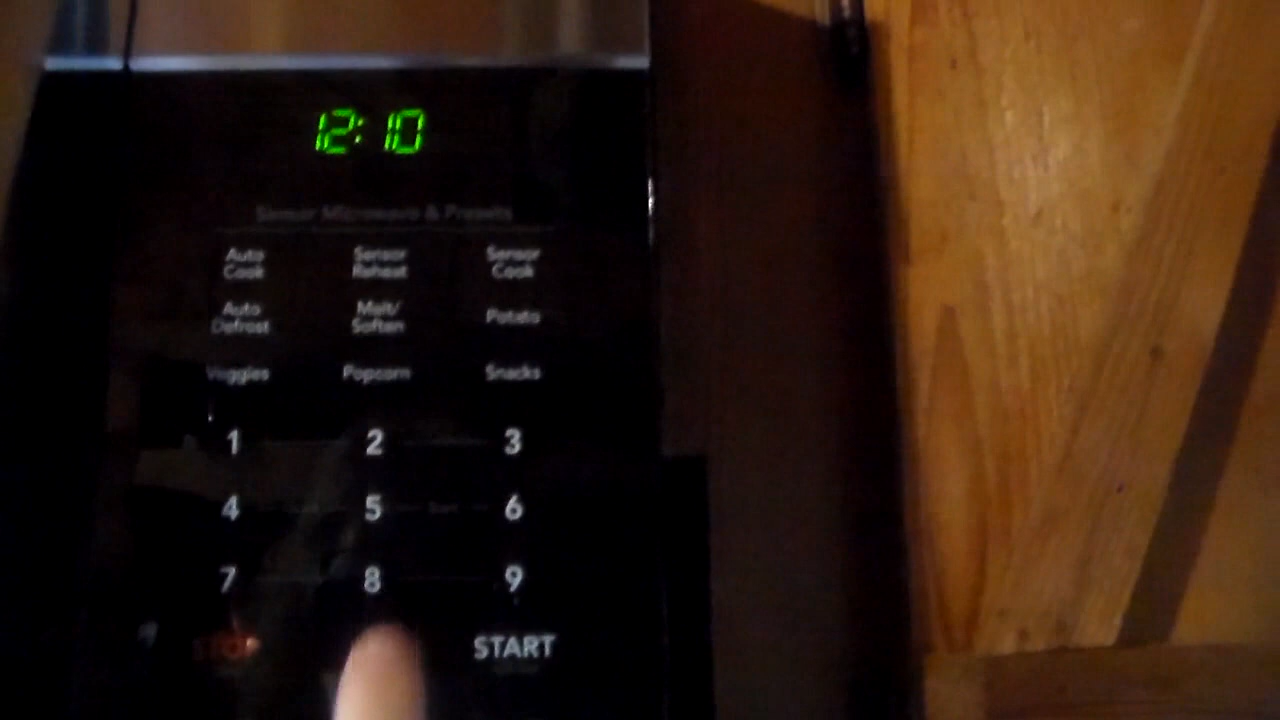 12:10
Sensor Microwave & Presets
Auto Cook
Sensor Reheat
Sensor Cook
Auto Defrost
Melt/ Soften
Potato
Veggies
Popcorn
Snacks
1 2 3
4 5 6
7 8 9
STOP START